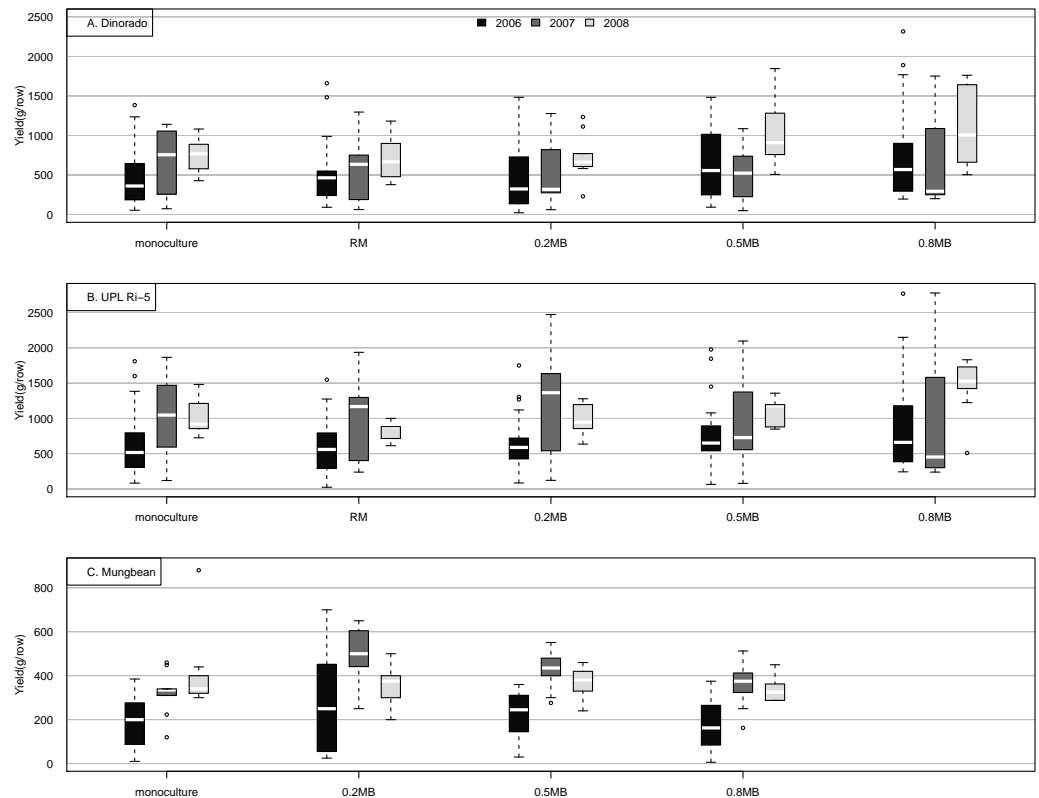 A. Dinorado
2006 2007 2008
Yield(g/row)
2500
2000
1500
1000
500
0
monoculture RM 0.2MB 0.5MB 0.8MB
B. UPL Ri−5
Yield(g/row)
2500
2000
1500
1000
500
0
monoculture RM 0.2MB 0.5MB 0.8MB
C. Mungbean
Yield(g/row)
800
600
400
200
0
monoculture 0.2MB 0.5MB 0.8MB